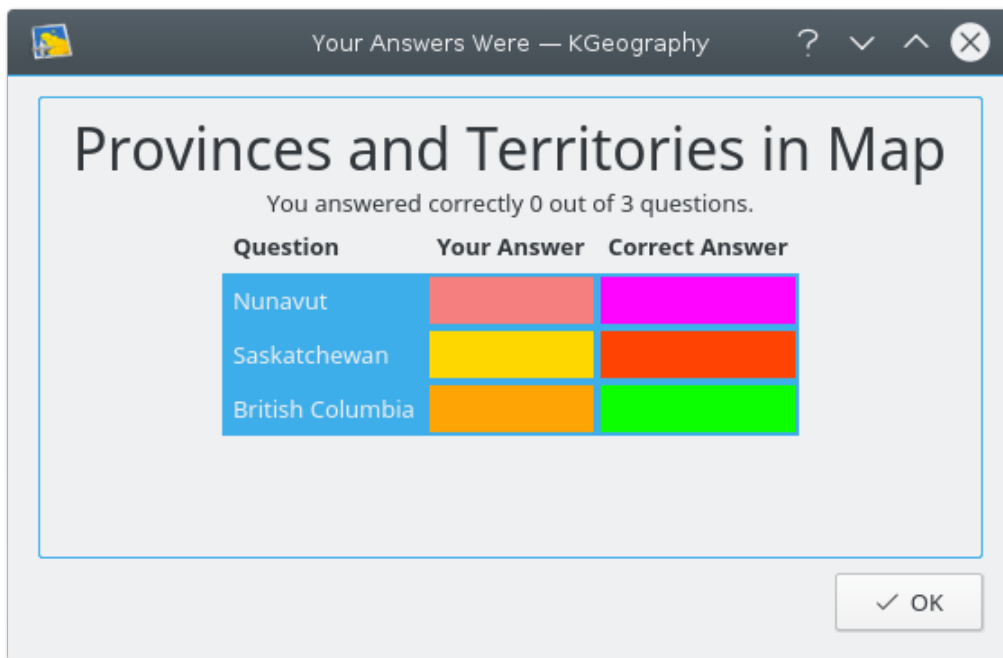 Your Answers Were — KGeography
Provinces and Territories in Map
You answered correctly 0 out of 3 questions.
Question Your Answer Correct Answer
Nunavut
Saskatchewan
British Columbia
OK